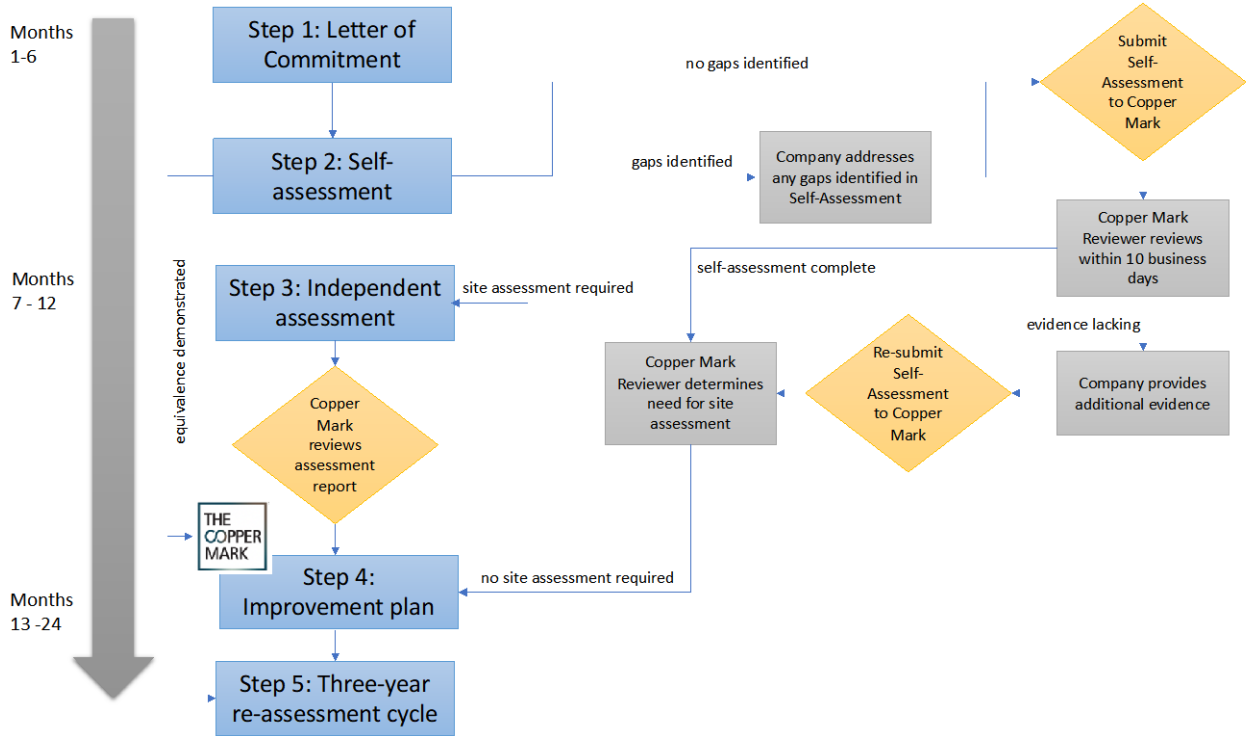 Months
1-6
Step 1: Letter of
Commitment
no gaps identified
Submit
Self-
Assessment
to Copper
Mark
Step 2: Self-
assessment
gaps identified
Company addresses
any gaps identified in
Self-Assessment
Copper Mark
Reviewer reviews
within 10 business
days
Months
7 - 12
equivalence demonstrated
Step 3: Independent
assessment
site assessment required
self-assessment complete
evidence lacking
Copper Mark
Reviewer determines
need for site
assessment
Re-submit
Self-
Assessment
to Copper
Mark
Company provides
additional evidence
Copper
Mark
reviews
assessment
report
THE
COPPER
MARK
Months
13 -24
Step 4:
Improvement plan
no site assessment required
Step 5: Three-year
re-assessment cycle